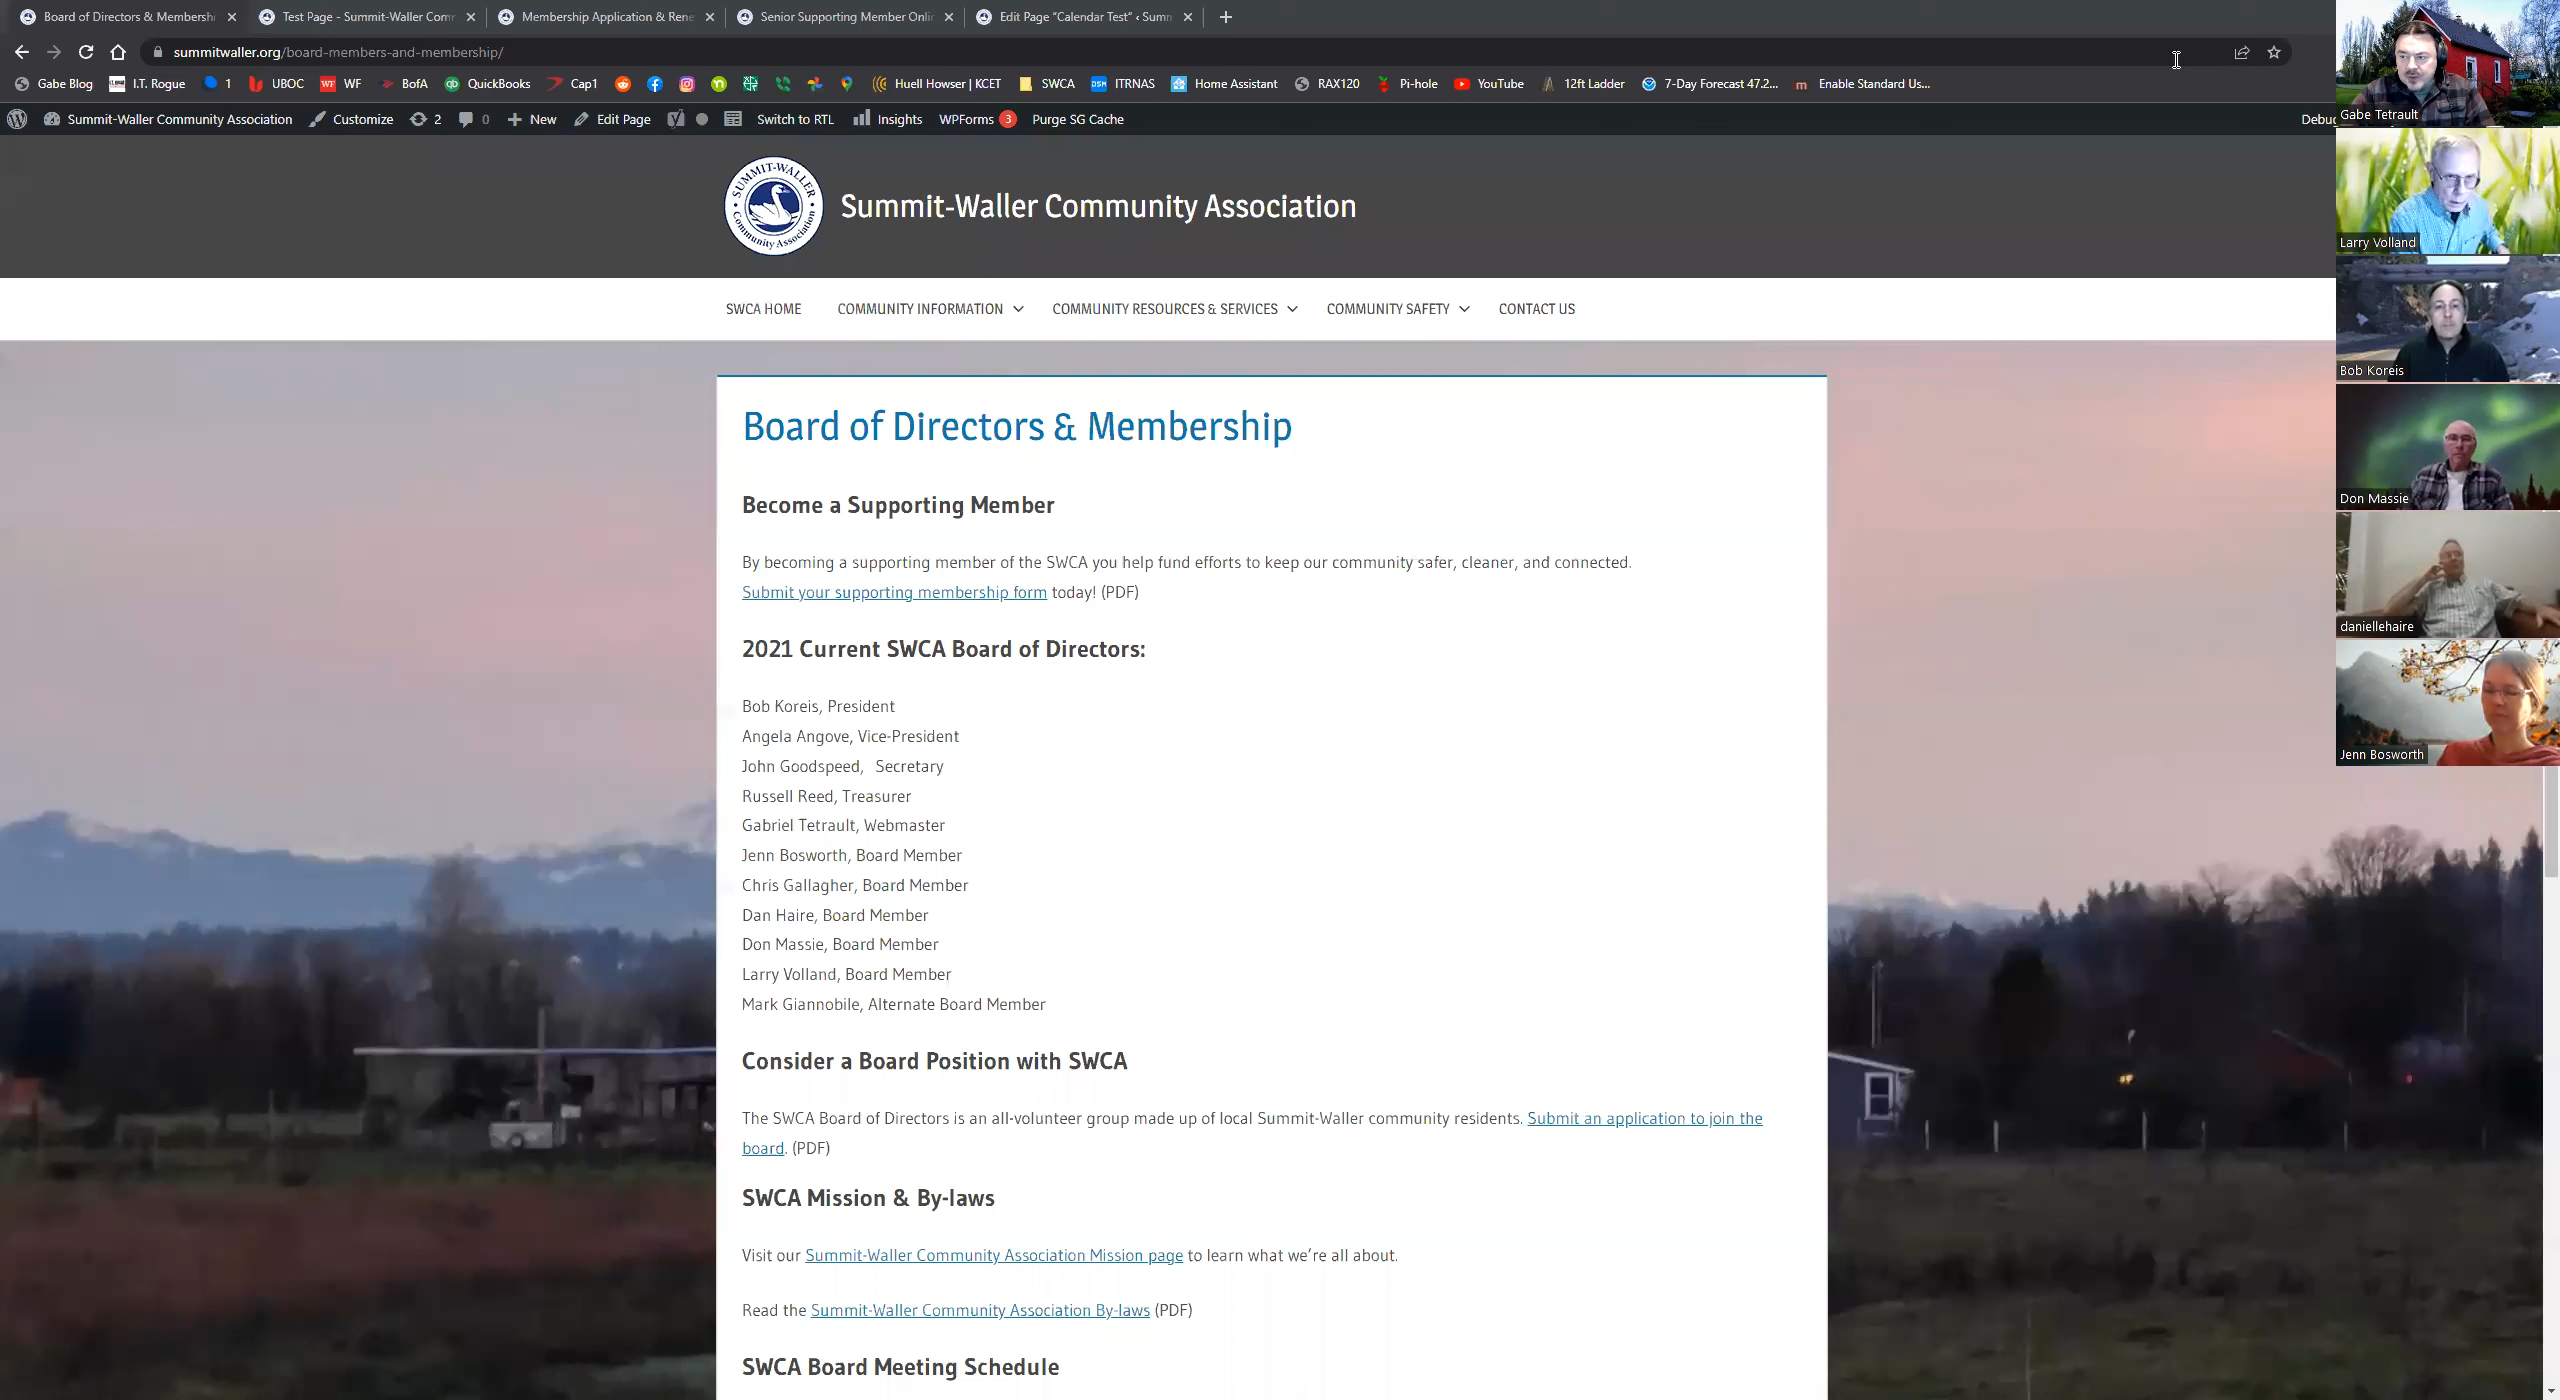 Board of Directors & Membershi
Test Page - Summit-Waller Com
Membership Application & Rene
Senior Supporting Member Onli
Edit Page "Calendar Test" ‹ Sum
summitwaller.org/board-members-and-membership/
Gabe Blog I.T. Rogue 1 UBOC WF BofA QuickBooks Cap1 Huell Howser | KCET SWCA ITRNAS Home Assistant RAX120 Pi-hole YouTube 12ft Ladder 7-Day Forecast 47.2... Enable Standard Us...
Summit-Waller Community Association Customize 2 0 New Edit Page Switch to RTL Insights WPForms 3 Purge SG Cache Debug
SUMMIT-WALLER
Community Association
Summit-Waller Community Association
SWCA HOME COMMUNITY INFORMATION COMMUNITY RESOURCES & SERVICES COMMUNITY SAFETY CONTACT US
Board of Directors & Membership
Become a Supporting Member
By becoming a supporting member of the SWCA you help fund efforts to keep our community safer, cleaner, and connected.
Submit your supporting membership form today! (PDF)
2021 Current SWCA Board of Directors:
Bob Koreis, President
Angela Angove, Vice-President
John Goodspeed, Secretary
Russell Reed, Treasurer
Gabriel Tetrault, Webmaster
Jenn Bosworth, Board Member
Chris Gallagher, Board Member
Dan Haire, Board Member
Don Massie, Board Member
Larry Volland, Board Member
Mark Giannobile, Alternate Board Member
Consider a Board Position with SWCA
The SWCA Board of Directors is an all-volunteer group made up of local Summit-Waller community residents. Submit an application to join the
board. (PDF)
SWCA Mission & By-laws
Visit our Summit-Waller Community Association Mission page to learn what we're all about.
Read the Summit-Waller Community Association By-laws (PDF)
SWCA Board Meeting Schedule
Gabe Tetrault
Larry Volland
Bob Koreis
Don Massie
daniellehaire
Jenn Bosworth